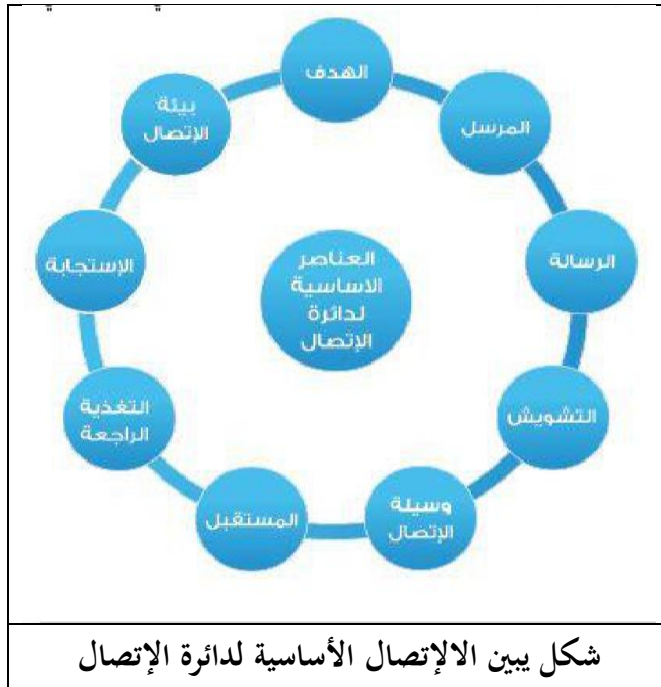 الهدف
المرسل
الرسالة
التشويش
وسيلة
الإتصال
المستقبل
التغذية
الراجعة
الإستجابة
بيئة
الإتصال
العناصر
الاساسية
لدائرة
الإتصال
شكل يبين الالإتصال الأساسية لدائرة الإتصال